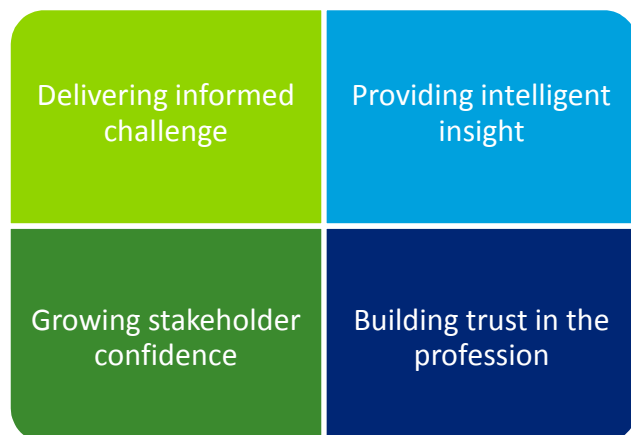 Delivering informed
challenge
Providing intelligent
insight
Growing stakeholder
confidence
Building trust in the
profession